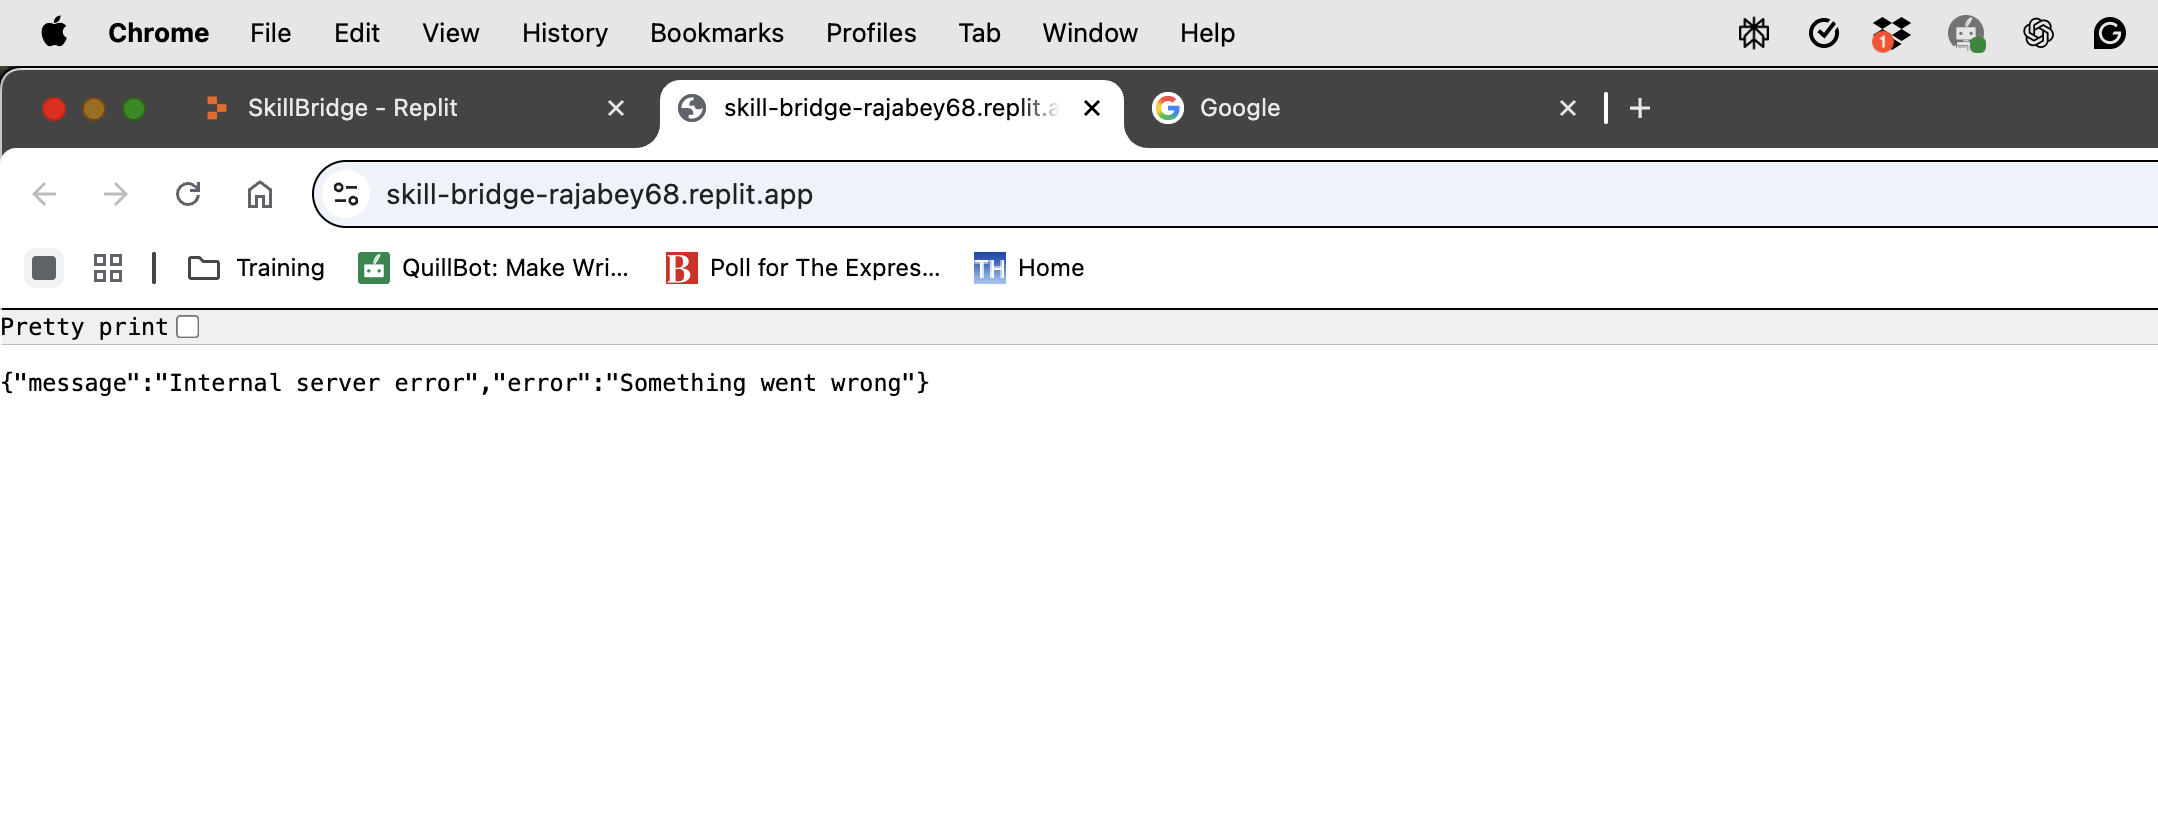 Chrome File Edit View History Bookmarks Profiles Tab Window Help 1
SkillBridge - Replit skill-bridge-rajabey68.replit.a Google
skill-bridge-rajabey68.replit.app
Training QuillBot: Make Wri... B Poll for The Expres... TH Home
Pretty print
{"message":"Internal server error","error":"Something went wrong"}